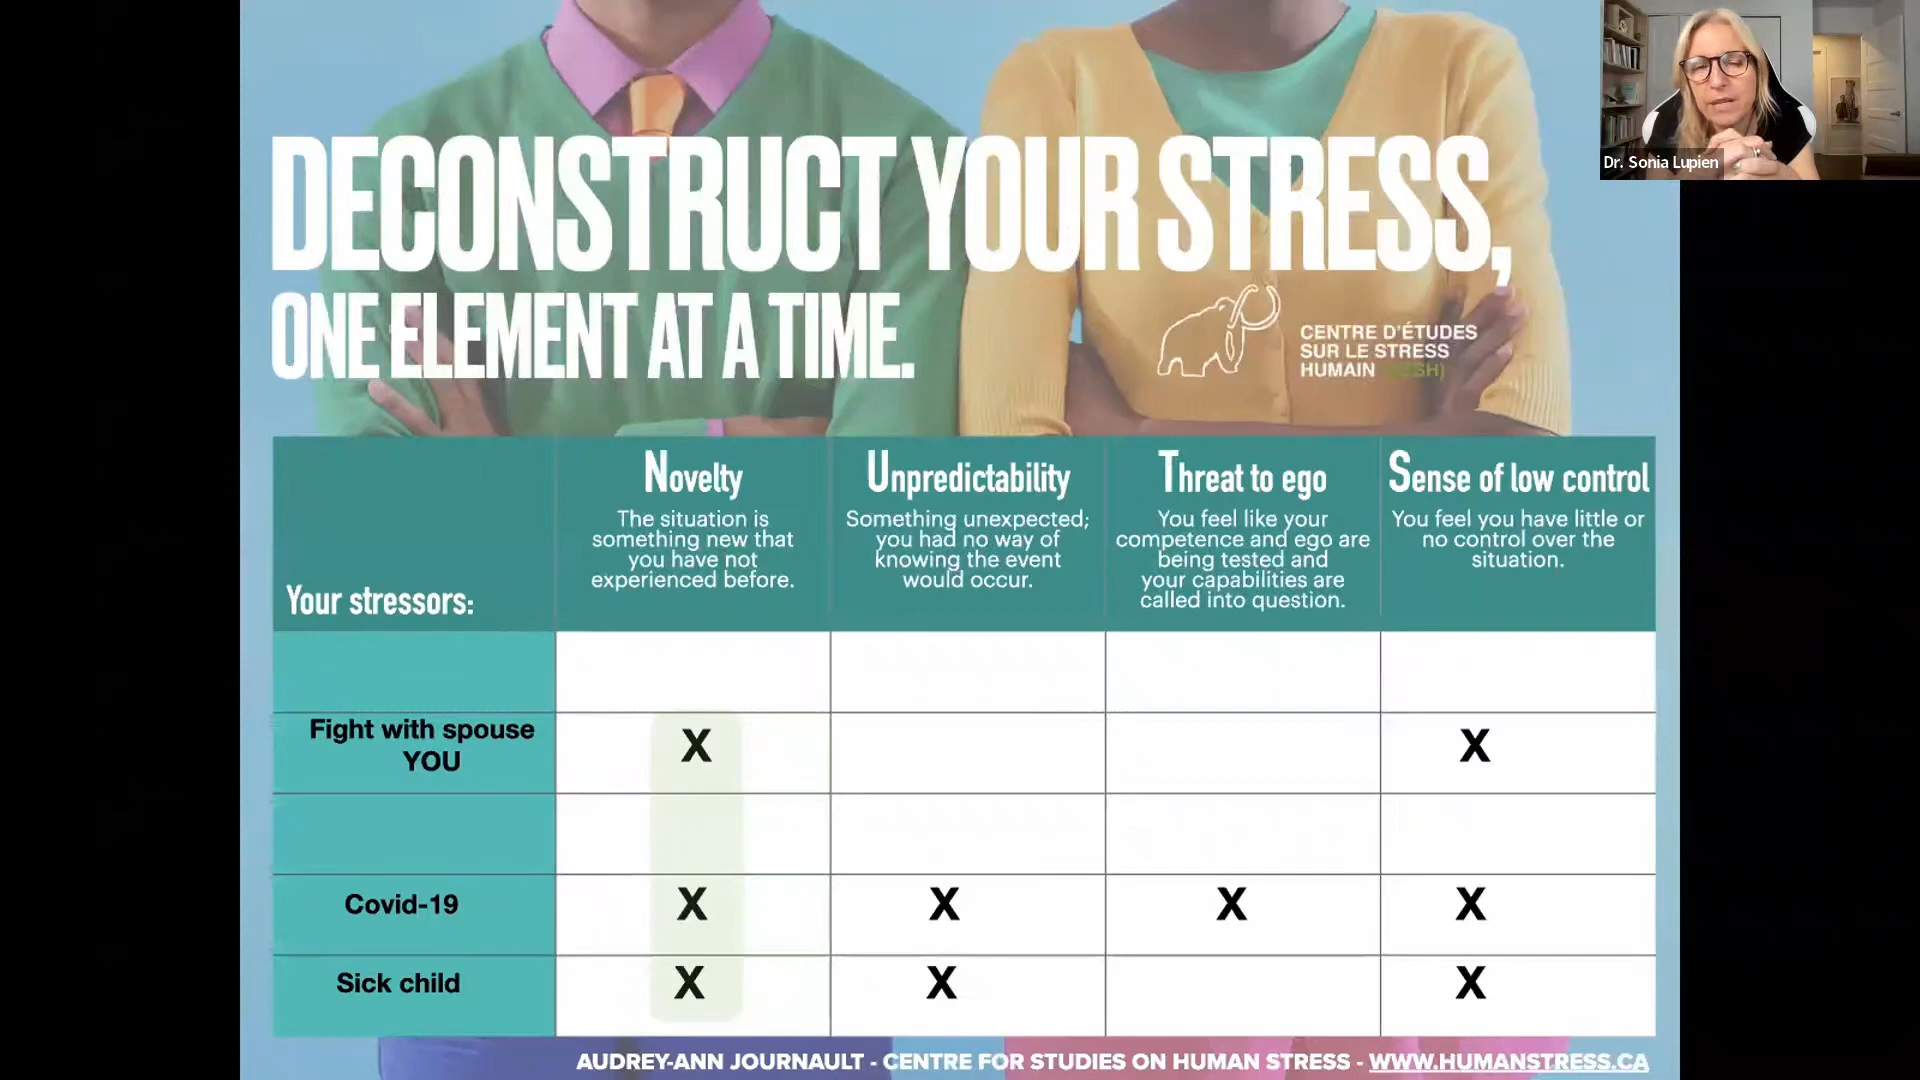 Dr. Sonia Lupien
DECONSTRUCT YOUR STRESS,
ONE ELEMENT AT A TIME.
CENTRE D'ÉTUDES
SUR LE STRESS
HUMAIN (CESH)
Your stressors:
Novelty
The situation is
something new that
you have not
experienced before.
Unpredictability
Something unexpected;
you had no way of
knowing the event
would occur.
Threat to ego
You feel like your
competence and ego are
being tested and
your capabilities are
called into question.
Sense of low control
You feel you have little or
no control over the
situation.
Fight with spouse
YOU
X
X
Covid-19
X
X
X
X
Sick child
X
X
X
AUDREY-ANN JOURNAULT - CENTRE FOR STUDIES ON HUMAN STRESS - WWW.HUMANSTRESS.CA